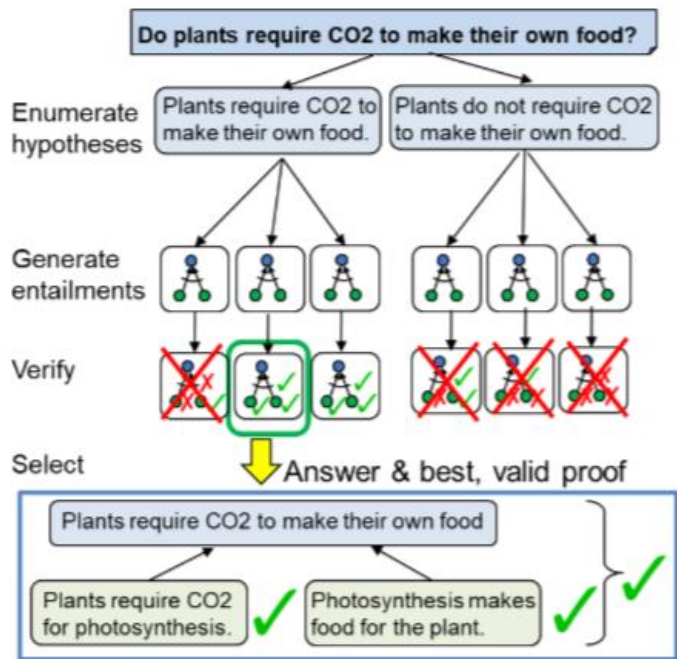 Do plants require CO2 to make their own food?
Enumerate
hypotheses
Plants require CO2 to
make their own food.
Plants do not require CO2
to make their own food.
Generate
entailments
Verify
Select
Answer & best, valid proof
Plants require CO2 to make their own food
Plants require CO2
for photosynthesis.
Photosynthesis makes
food for the plant.